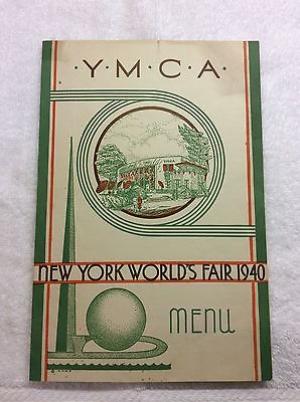 · Y · M · C · A ·
NEW YORK WORLD'S FAIR 1940
MENU